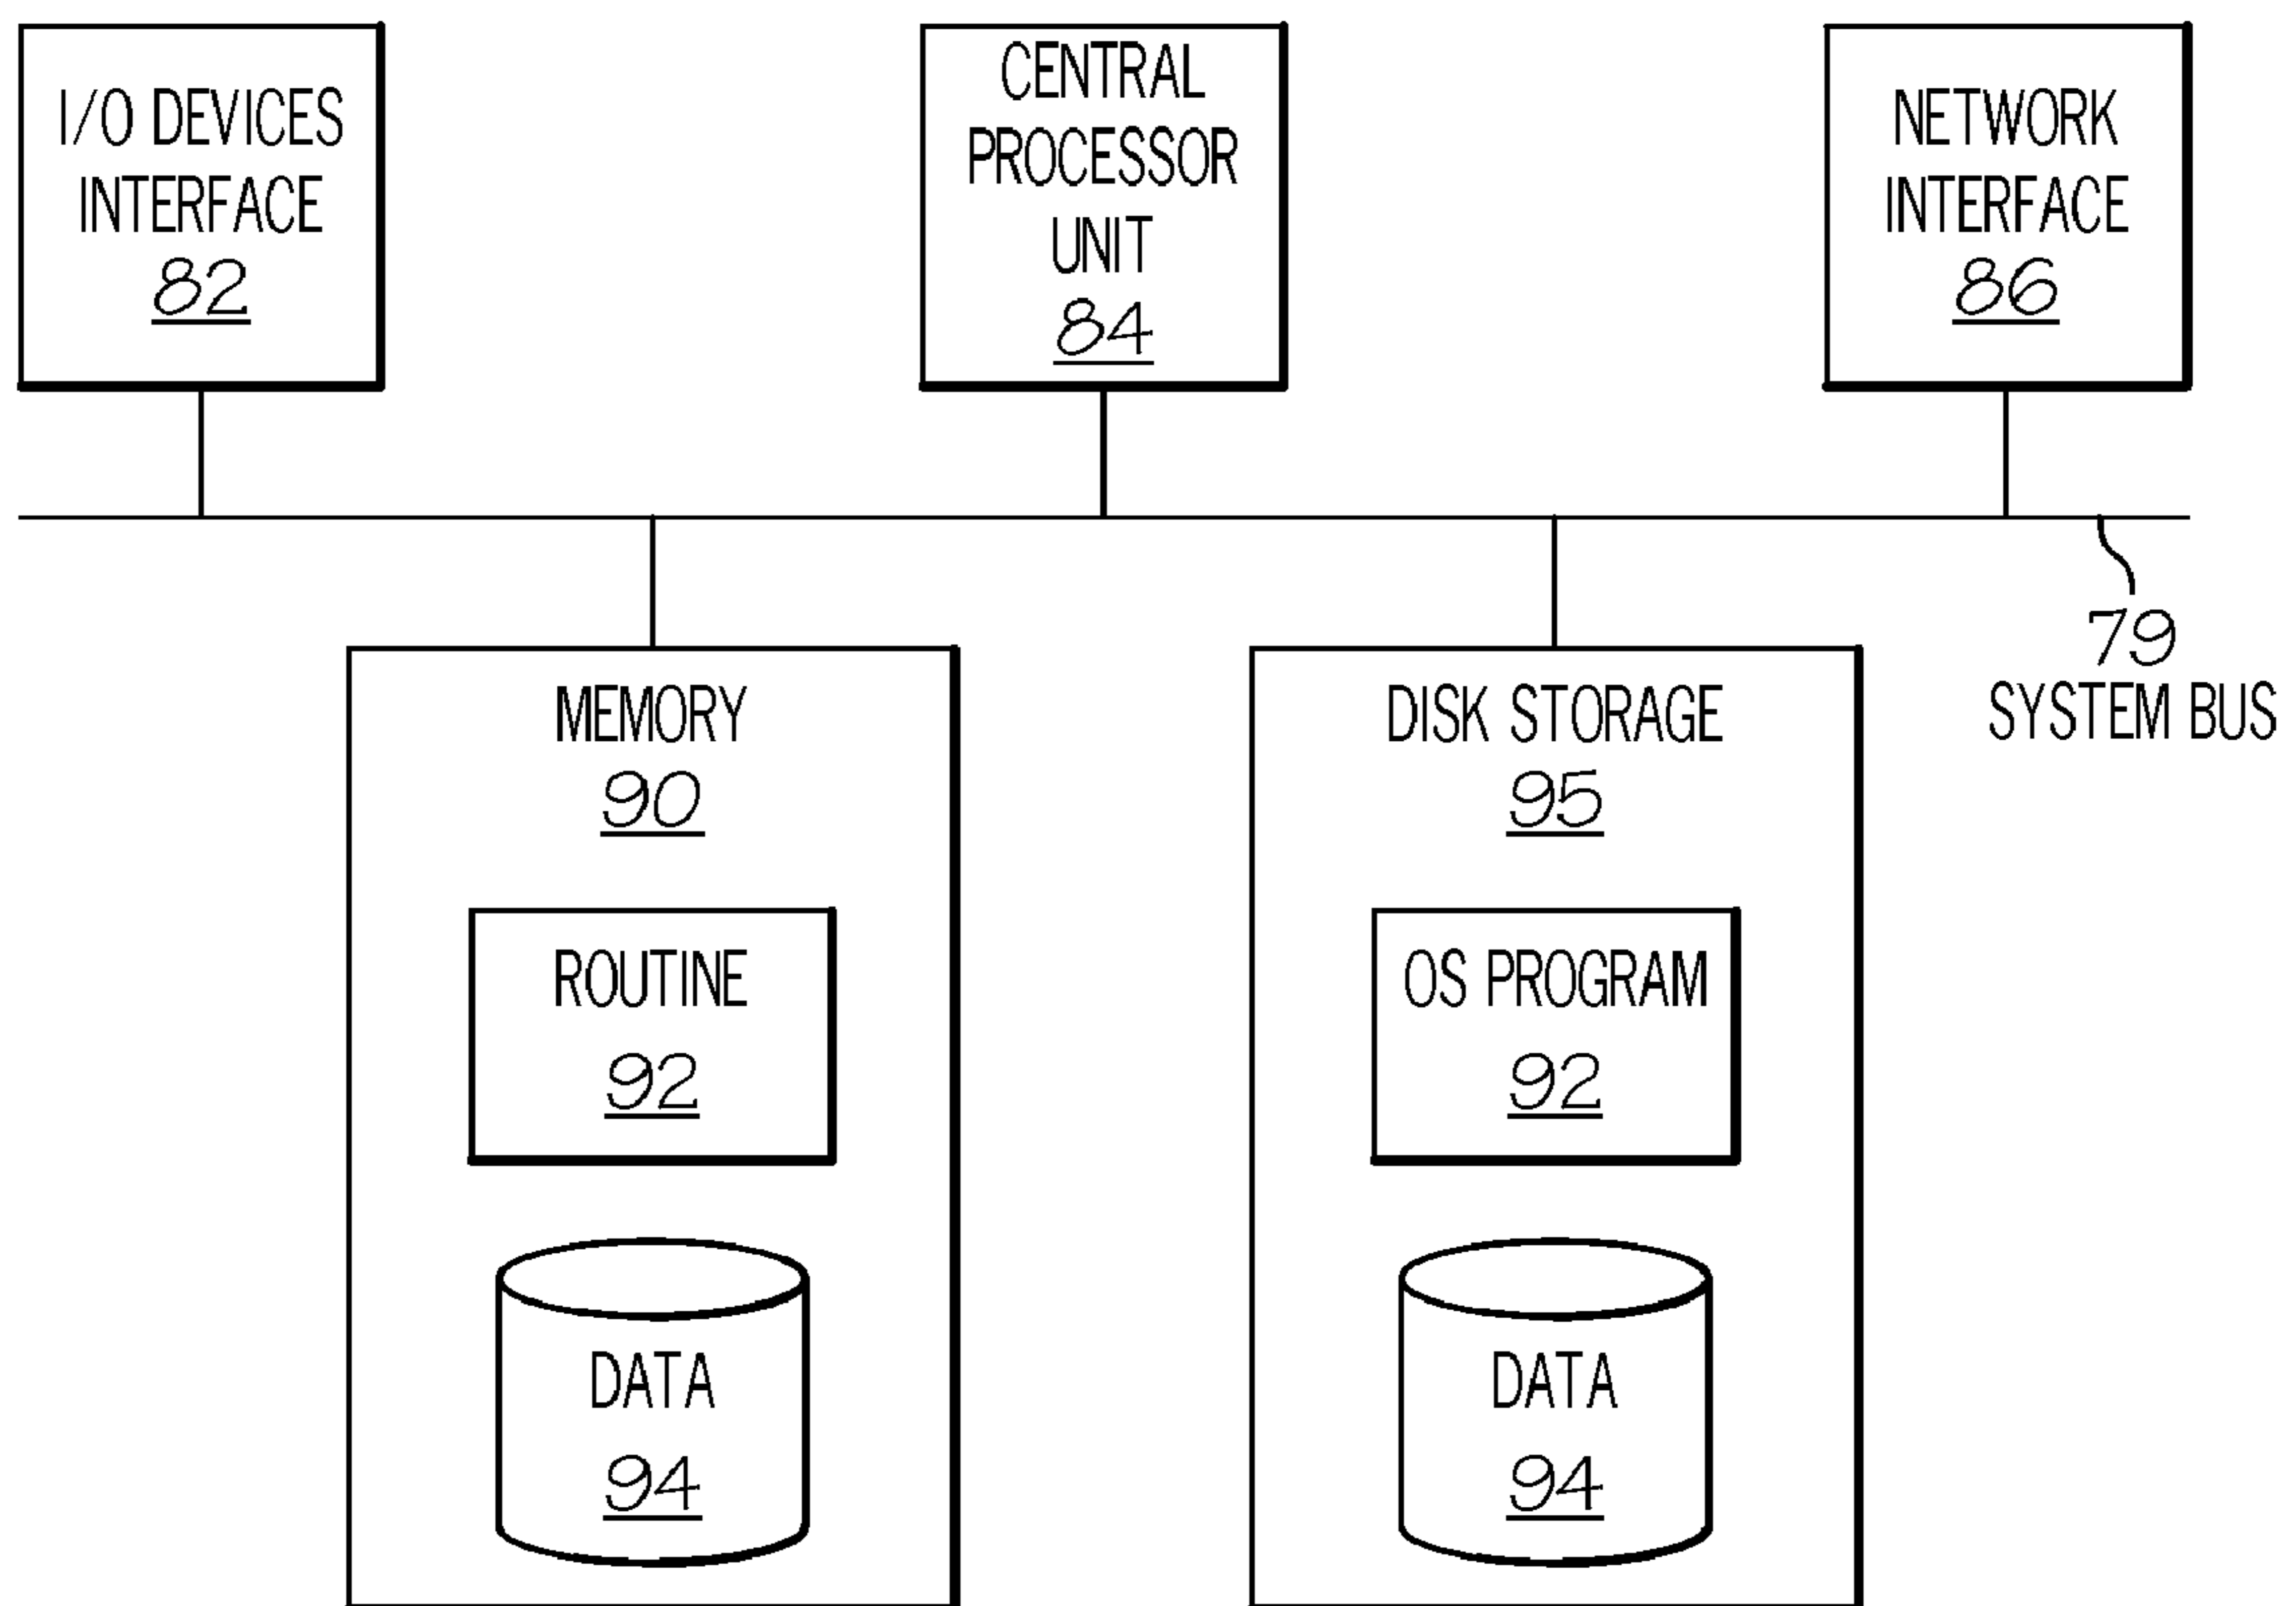 I/O DEVICES
INTERFACE
82
CENTRAL
PROCESSOR
UNIT
84
NETWORK
INTERFACE
86
79
SYSTEM BUS
MEMORY
90
ROUTINE
92
DATA
94
DISK STORAGE
95
OS PROGRAM
92
DATA
94